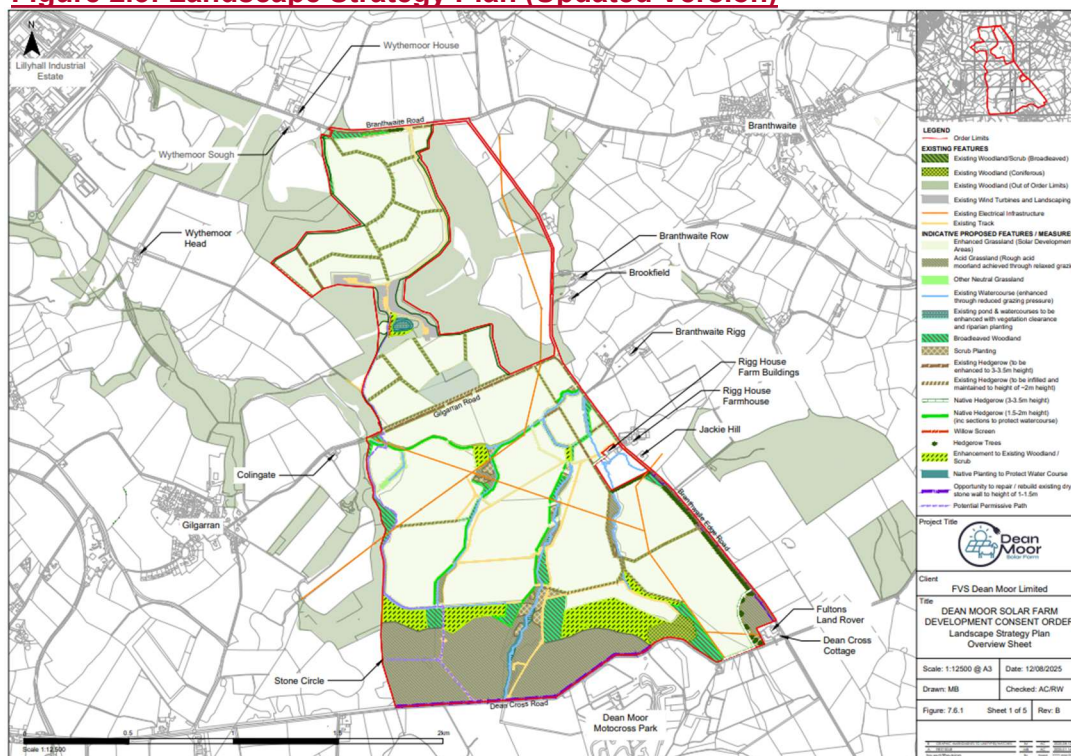 Figure 2.6: Landscape Strategy Plan (Updated Version)
N
Lillyhall Industrial
Estate
Wythemoor House
Branthwaite Road
Branthwaite
Wythemoor Sough
Wythemoor
Head
Branthwaite Row
Brookfield
Branthwaite Rigg
Rigg House
Farm Buildings
Rigg House
Farmhouse
Gilgarran Road
Jackie Hill
Colingate
Gilgarran
Branthwaite Edge Road
Fultons
Land Rover
Dean Cross
Cottage
Stone Circle
Dean Cross Road
Dean Moor
Motocross Park
0 0.5 1 2km
Scale 1:12,500
LEGEND
Order Limits
EXISTING FEATURES
Existing Woodland/Scrub (Broadleaved)
Existing Woodland (Coniferous)
Existing Woodland (Out of Order Limits)
Existing Wind Turbines and Landscaping
Existing Electrical Infrastructure
Existing Track
INDICATIVE PROPOSED FEATURES / MEASURE
Enhanced Grassland (Solar Development
Areas)
Acid Grassland (Rough acid
moorland achieved through relaxed grazi
Other Neutral Grassland
Existing Watercourse (enhanced
through reduced grazing pressure)
Existing pond & watercourses to be
enhanced with vegetation clearance
and riparian planting
Broadleaved Woodland
Scrub Planting
Existing Hedgerow (to be
enhanced to 3-3.5m height)
Existing Hedgerow (to be infilled and
maintained to height of ~2m height)
Native Hedgerow (3-3.5m height)
Native Hedgerow (1.5-2m height)
(inc sections to protect watercourse)
Willow Screen
Hedgerow Trees
Enhancement to Existing Woodland /
Scrub
Native Planting to Protect Water Course
Opportunity to repair / rebuild existing dry
stone wall to height of 1-1.5m
Potential Permissive Path
Project Title
Dean
Moor
Solar Farm
Client
FVS Dean Moor Limited
Title
DEAN MOOR SOLAR FARM
DEVELOPMENT CONSENT ORDER
Landscape Strategy Plan
Overview Sheet
Scale: 1:12500 @ A3 Date: 12/08/2025
Drawn: MB Checked: AC/RW
Figure: 7.6.1 Sheet 1 of 5 Rev: B